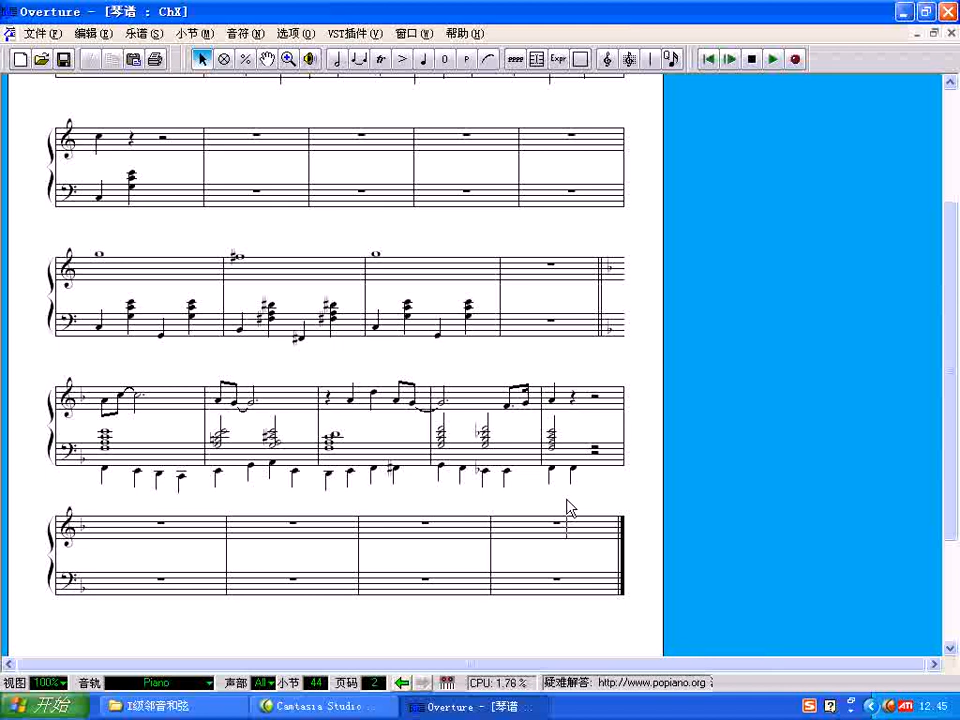 Overture - [琴谱 : ChX]
文件(F) 编辑(E) 乐谱(S) 小节(M) 音符(N) 选项(O) VST插件(V) 窗口(W) 帮助(H)
视图 100% 音轨 Piano 声部 All 小节 44 页码 2 CPU: 1.76 % 疑难解答: http://www.popiano.org
开始 I级邻音和弦 Camtasia Studio Overture - [琴谱 : 12:45